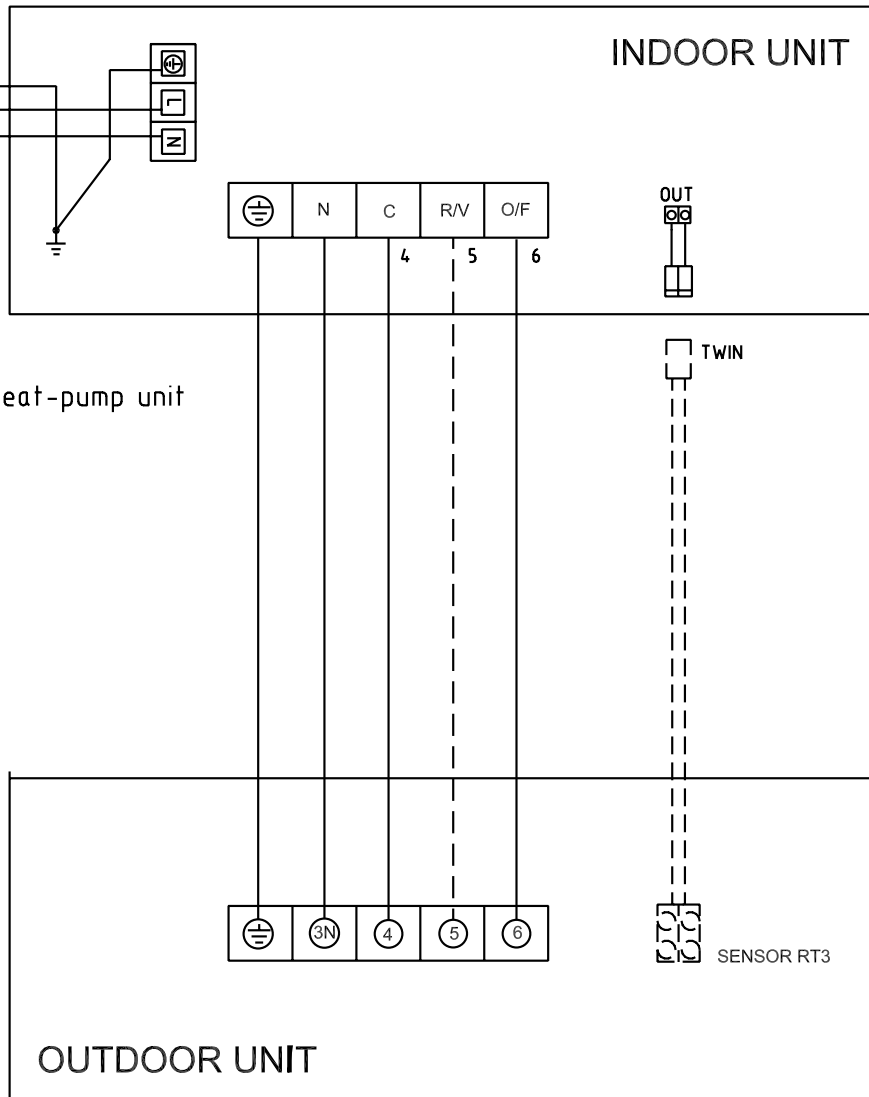 INDOOR UNIT
L
N
N C R/V O/F
4 5 6
OUT
TWIN
eat-pump unit
3N 4 5 6
SENSOR RT3
OUTDOOR UNIT